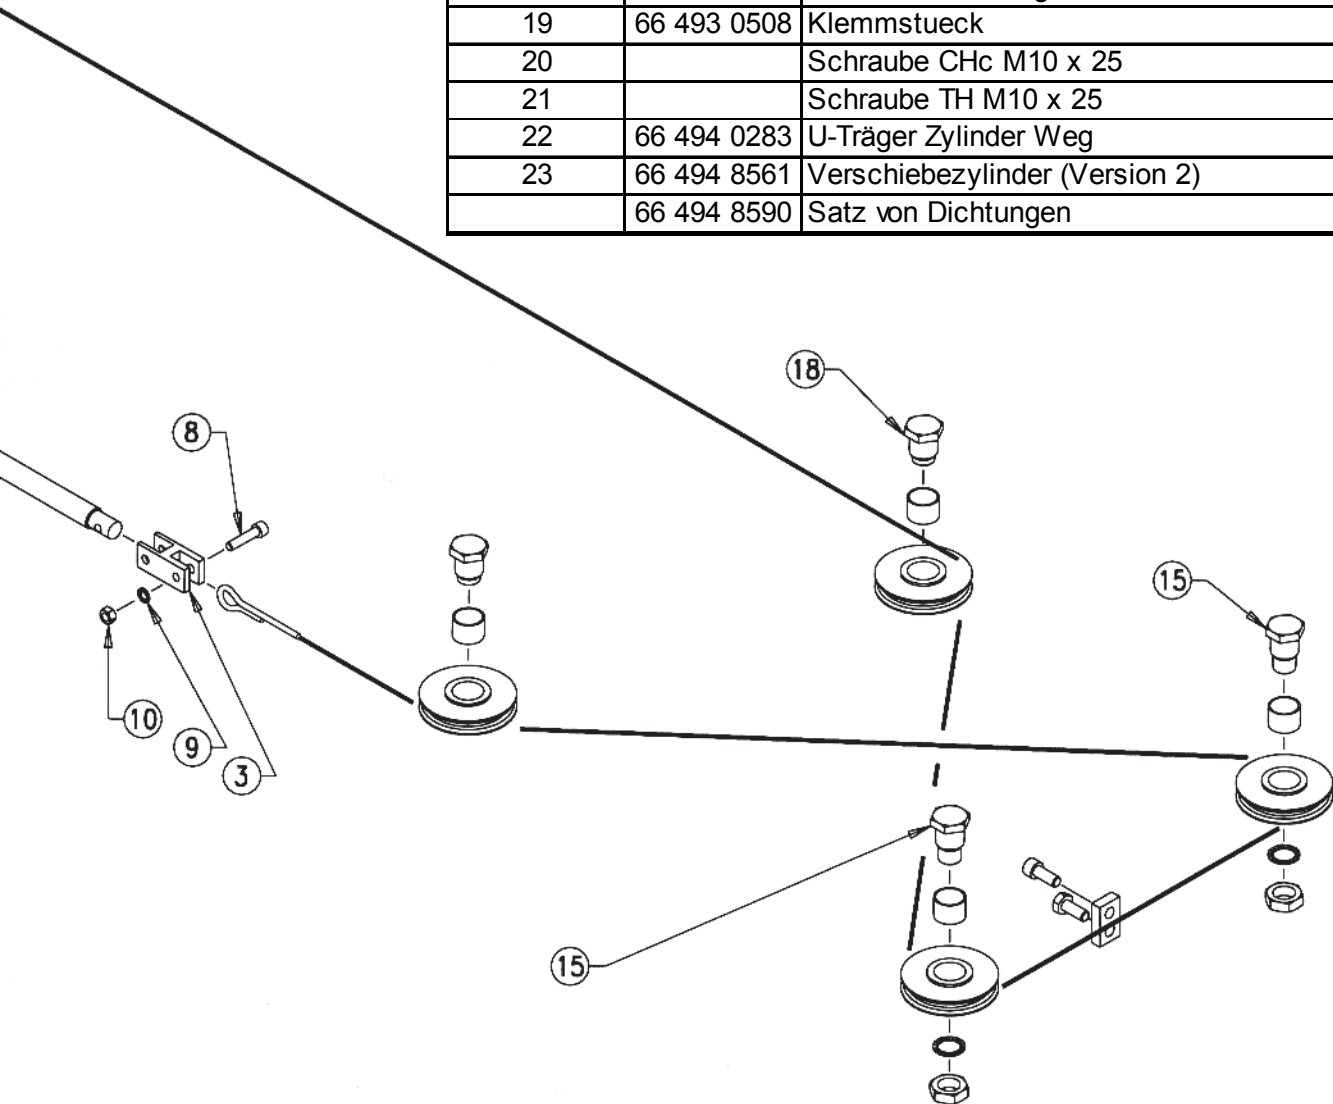 19 66 493 0508 Klemmstueck
20 Schraube CHc M10 x 25
21 Schraube TH M10 x 25
22 66 494 0283 U-Träger Zylinder Weg
23 66 494 8561 Verschiebezylinder (Version 2)
66 494 8590 Satz von Dichtungen
18
8
15
10
9
3
15